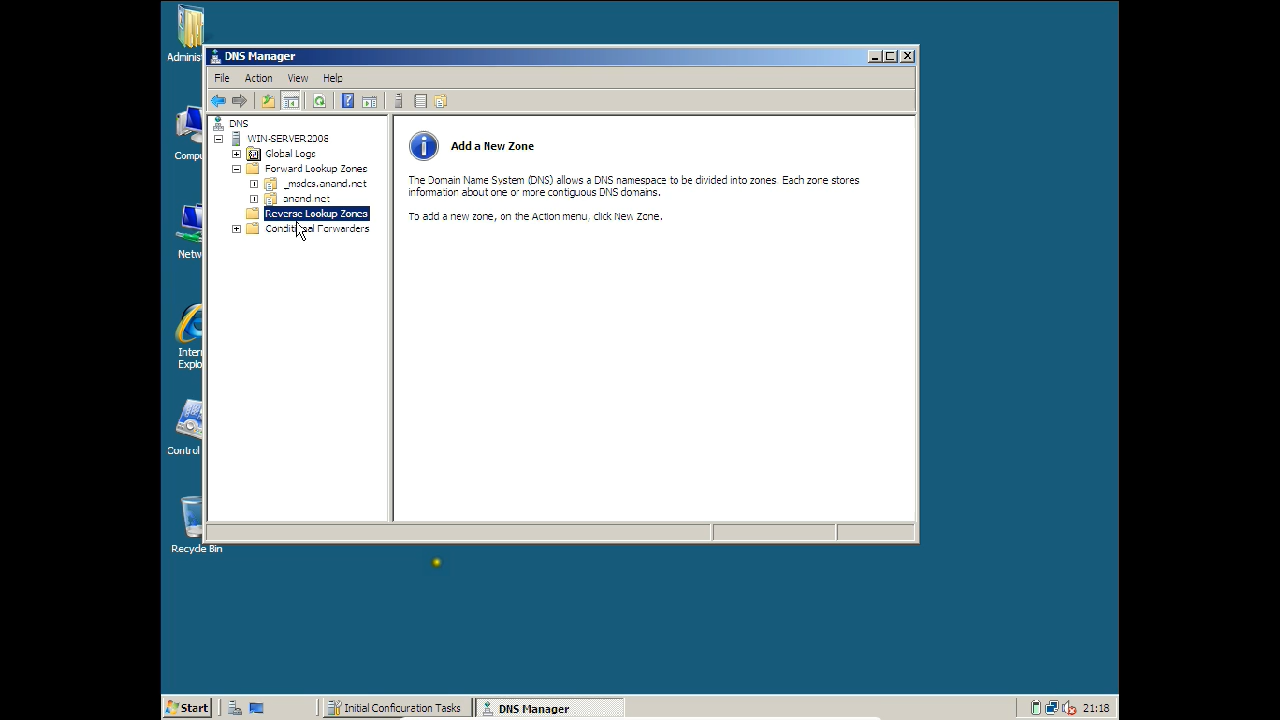 Adminis
DNS Manager
File Action View Help
DNS
WIN-SERVER2008
Global Logs
Forward Lookup Zones
_msdcs.anand.net
anand.net
Reverse Lookup Zones
Conditional Forwarders
Add a New Zone
The Domain Name System (DNS) allows a DNS namespace to be divided into zones. Each zone stores
information about one or more contiguous DNS domains.
To add a new zone, on the Action menu, click New Zone.
Compu
Netw
Inter
Explo
Control
Recycle Bin
Start
Initial Configuration Tasks
DNS Manager
21:18